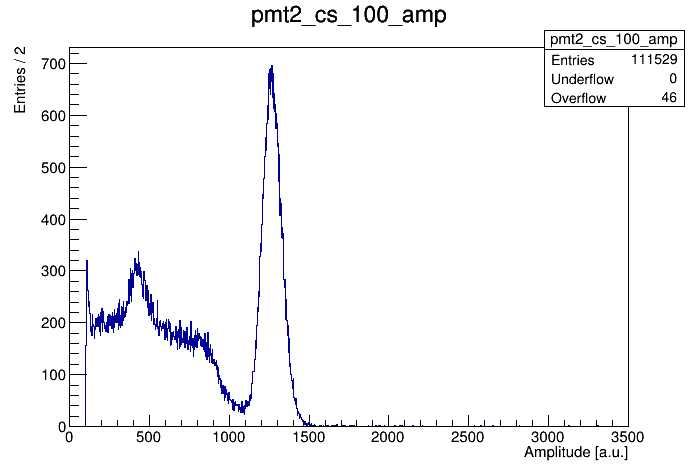 pmt2_cs_100_amp
pmt2_cs_100_amp
Entries 111529
Underflow 0
Overflow 46
Entries / 2
700
600
500
400
300
200
100
0
0 500 1000 1500 2000 2500 3000 3500
Amplitude [a.u.]